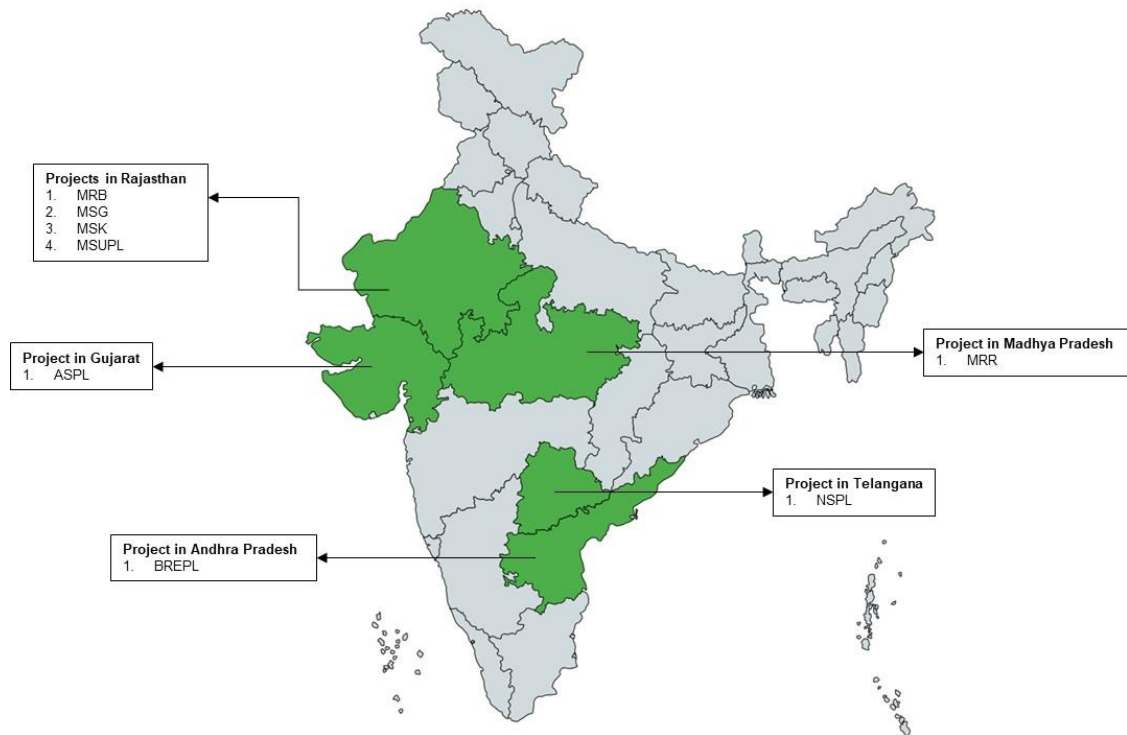 Projects in Rajasthan
1. MRB
2. MSG
3. MSK
4. MSUPL
Project in Gujarat
1. ASPL
Project in Madhya Pradesh
1. MRR
Project in Telangana
1. NSPL
Project in Andhra Pradesh
1. BREPL